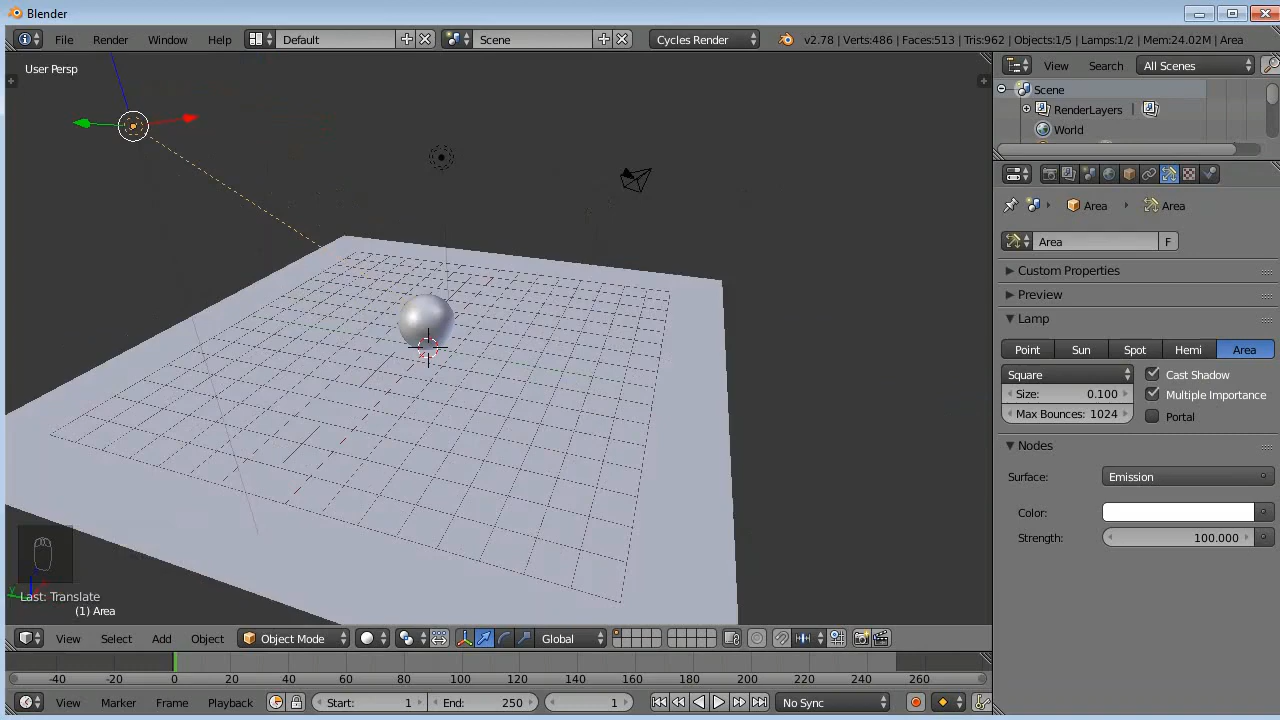 Blender
File Render Window Help Default Scene Cycles Render v2.78 | Verts:486 | Faces:513 | Tris:962 | Objects:1/5 | Lamps:1/2 | Mem:24.02M | Area
User Persp
View Search All Scenes
Scene
RenderLayers |
World
Area Area
Area F
Custom Properties
Preview
Lamp
Point Sun Spot Hemi Area
Square Cast Shadow
Size: 0.100 Multiple Importance
Max Bounces: 1024 Portal
Nodes
Surface: Emission
Color:
Strength: 100.000
Last: Translate
(1) Area
View Select Add Object Object Mode Global
-40 -20 0 20 40 60 80 100 120 140 160 180 200 220 240 260
View Marker Frame Playback Start: 1 End: 250 1 No Sync